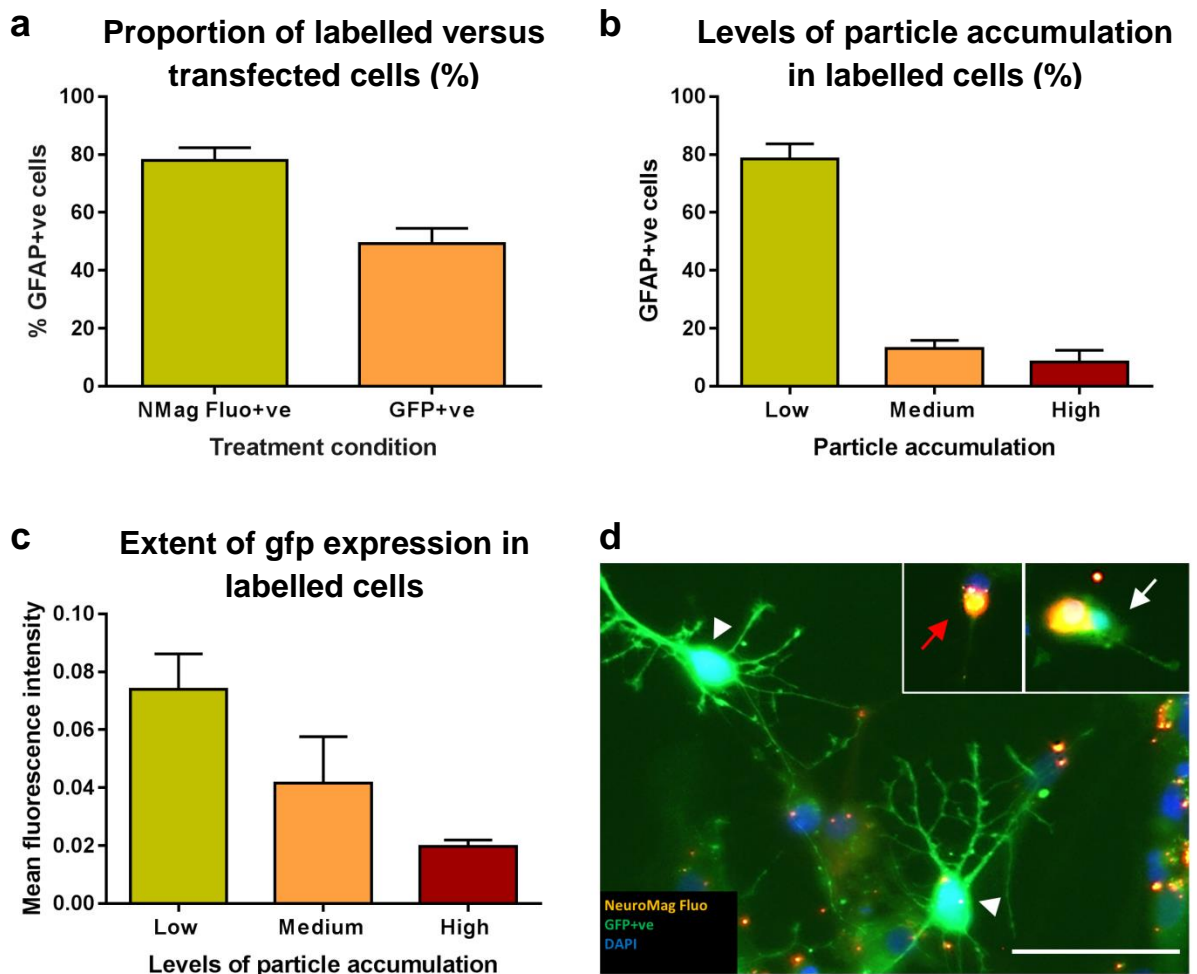 a
Proportion of labelled versus
transfected cells (%)
% GFAP+ve cells
100
80
60
40
20
0
NMag Fluo+ve GFP+ve
Treatment condition
b
Levels of particle accumulation
in labelled cells (%)
GFAP+ve cells
100
80
60
40
20
0
Low Medium High
Particle accumulation
c
Extent of gfp expression in
labelled cells
Mean fluorescence intensity
0.10
0.08
0.06
0.04
0.02
0.00
Low Medium High
Levels of particle accumulation
d
NeuroMag Fluo
GFP+ve
DAPI